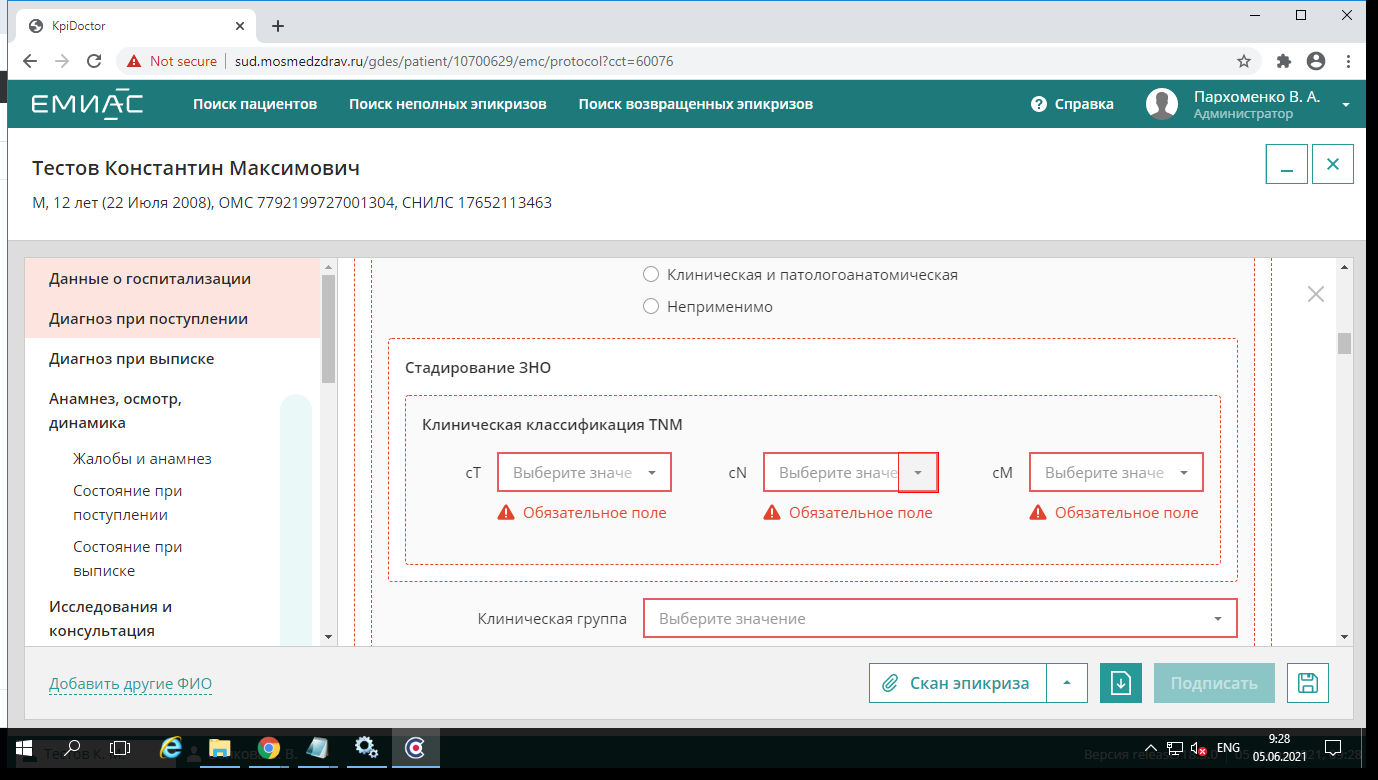 KpiDoctor
Not secure
sud.mosmedzdrav.ru/gdes/patient/10700629/emc/protocol?cct=60076
ЕМИАС
Поиск пациентов
Поиск неполных эпикризов
Поиск возвращенных эпикризов
Справка
Пархоменко В. А.
Администратор
Тестов Константин Максимович
М, 12 лет (22 Июля 2008), ОМС 7792199727001304, СНИЛС 17652113463
Данные о госпитализации
Диагноз при поступлении
Диагноз при выписке
Анамнез, осмотр,
динамика
Жалобы и анамнез
Состояние при
поступлении
Состояние при
выписке
Исследования и
консультация
Клиническая и патологоанатомическая
Неприменимо
Стадирование ЗНО
Клиническая классификация TNM
cT
Выберите значе
cN
Выберите значе
cM
Выберите значе
Обязательное поле
Обязательное поле
Обязательное поле
Клиническая группа
Выберите значение
Добавить другие ФИО
Скан эпикриза
Подписать
Тестов К. М.
ENG
9:28
05.06.2021